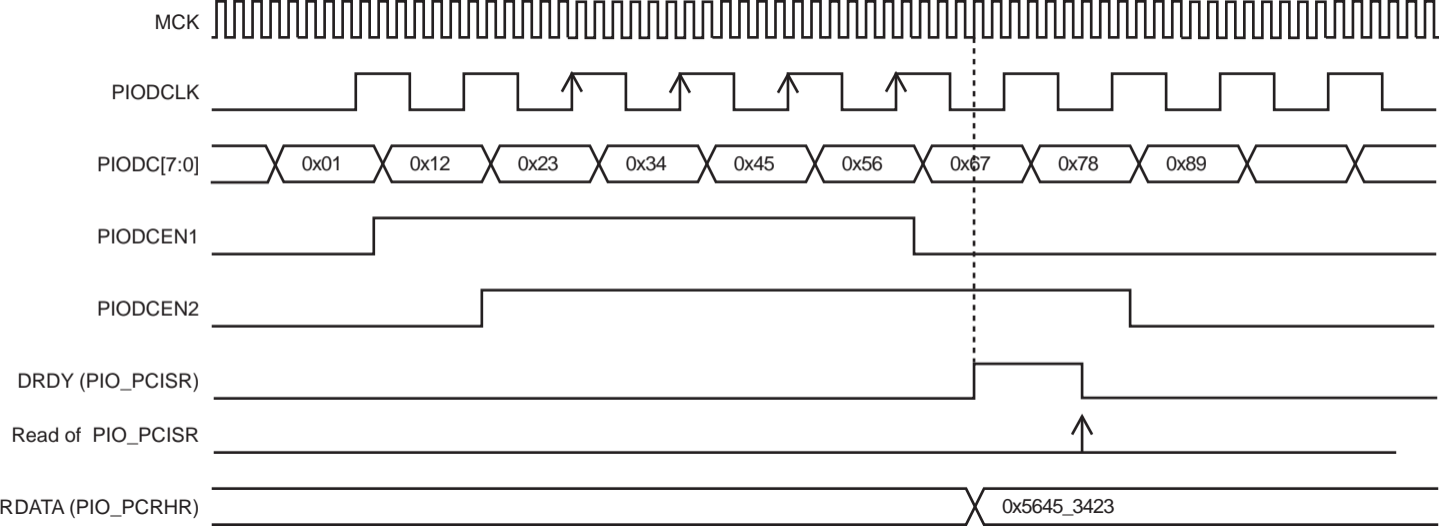 MCK
PIODCLK
PIODC[7:0] 0x01 0x12 0x23 0x34 0x45 0x56 0x67 0x78 0x89
PIODCEN1
PIODCEN2
DRDY (PIO_PCISR)
Read of PIO_PCISR
RDATA (PIO_PCRHR) 0x5645_3423